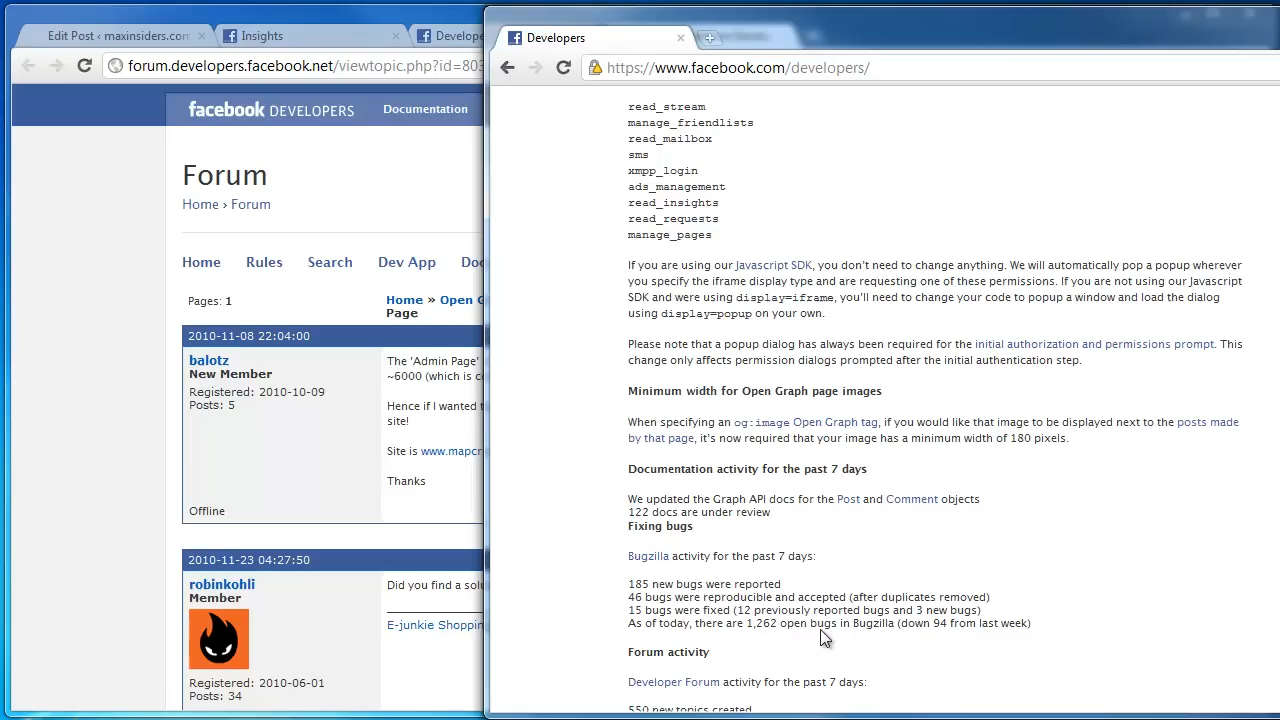 Edit Post ‹ maxinsiders.com
Insights
Develope
forum.developers.facebook.net/viewtopic.php?id=803
facebook DEVELOPERS
Documentation
Forum
Home › Forum
Home
Rules
Search
Dev App
Doc
Pages: 1
Home » Open G
Page
2010-11-08 22:04:00
balotz
New Member
Registered: 2010-10-09
Posts: 5
The 'Admin Page'
~6000 (which is c
Hence if I wanted t
site!
Site is www.mapcr
Thanks
Offline
2010-11-23 04:27:50
robinkohli
Member
Registered: 2010-06-01
Posts: 34
Did you find a solu
E-junkie Shoppin
Developers
https://www.facebook.com/developers/
read_stream
manage_friendlists
read_mailbox
sms
xmpp_login
ads_management
read_insights
read_requests
manage_pages
If you are using our Javascript SDK, you don't need to change anything. We will automatically pop a popup wherever
you specify the iframe display type and are requesting one of these permissions. If you are not using our Javascript
SDK and were using display=iframe, you'll need to change your code to popup a window and load the dialog
using display=popup on your own.
Please note that a popup dialog has always been required for the initial authorization and permissions prompt. This
change only affects permission dialogs prompted after the initial authentication step.
Minimum width for Open Graph page images
When specifying an og:image Open Graph tag, if you would like that image to be displayed next to the posts made
by that page, it's now required that your image has a minimum width of 180 pixels.
Documentation activity for the past 7 days
We updated the Graph API docs for the Post and Comment objects
122 docs are under review
Fixing bugs
Bugzilla activity for the past 7 days:
185 new bugs were reported
46 bugs were reproducible and accepted (after duplicates removed)
15 bugs were fixed (12 previously reported bugs and 3 new bugs)
As of today, there are 1,262 open bugs in Bugzilla (down 94 from last week)
Forum activity
Developer Forum activity for the past 7 days:
550 new topics created